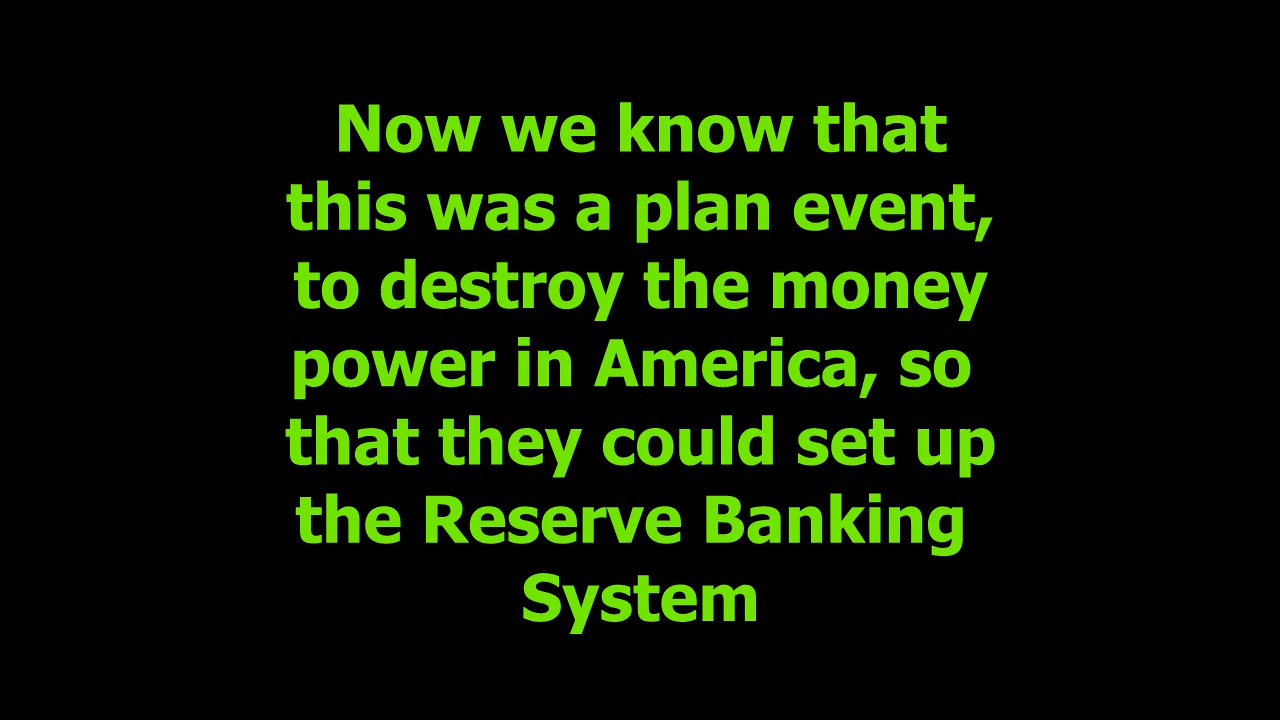 Now we know that
this was a plan event,
to destroy the money
power in America, so
that they could set up
the Reserve Banking
System